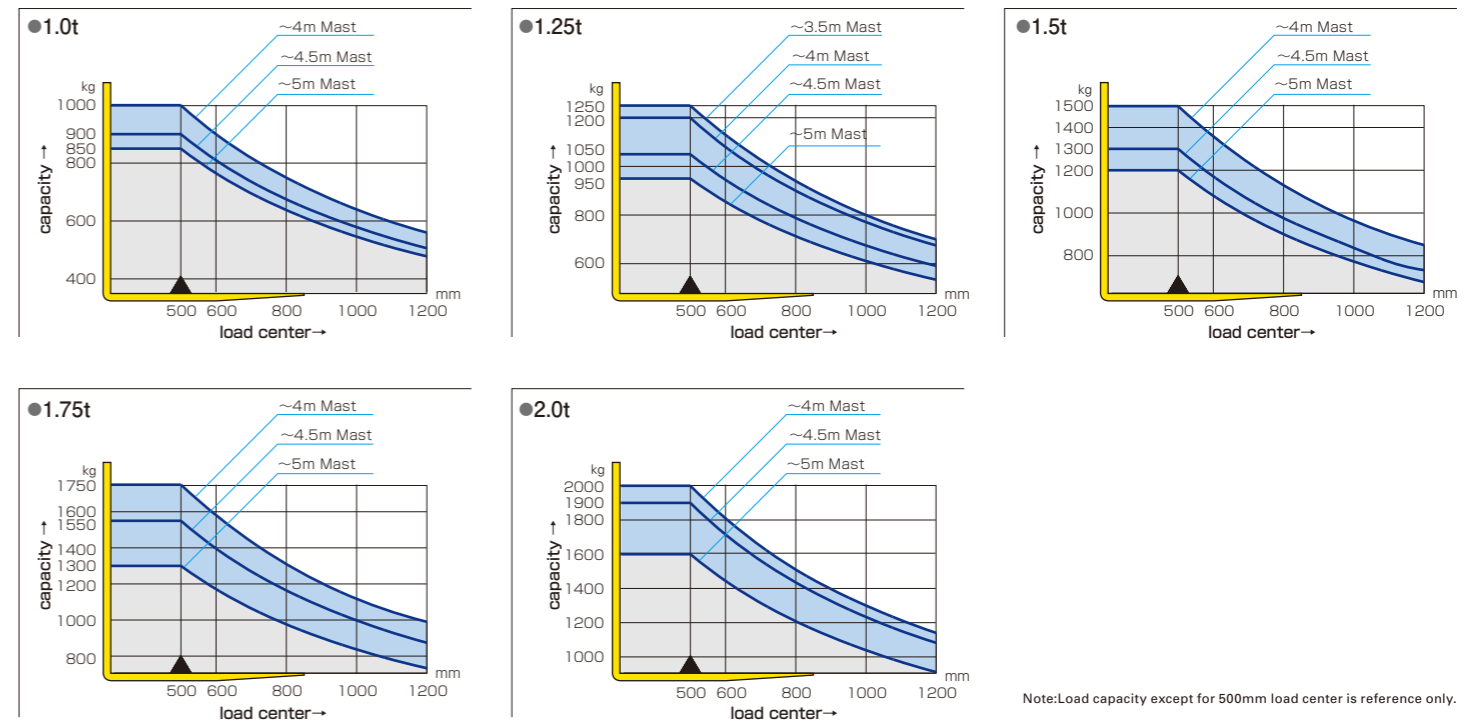 ●1.0t
~4m Mast
~4.5m Mast
~5m Mast
kg
1000
900
850
800
600
400
capacity →
mm
500 600 800 1000 1200
load center→
●1.25t
~3.5m Mast
~4m Mast
~4.5m Mast
~5m Mast
kg
1250
1200
1050
1000
950
800
600
capacity →
mm
500 600 800 1000 1200
load center→
●1.5t
~4m Mast
~4.5m Mast
~5m Mast
kg
1500
1400
1300
1200
1000
800
capacity →
mm
500 600 800 1000 1200
load center→
●1.75t
~4m Mast
~4.5m Mast
~5m Mast
kg
1750
1600
1550
1400
1300
1200
1000
800
capacity →
mm
500 600 800 1000 1200
load center→
●2.0t
~4m Mast
~4.5m Mast
~5m Mast
kg
2000
1900
1800
1600
1400
1200
1000
capacity →
mm
500 600 800 1000 1200
load center→
Note:Load capacity except for 500mm load center is reference only.